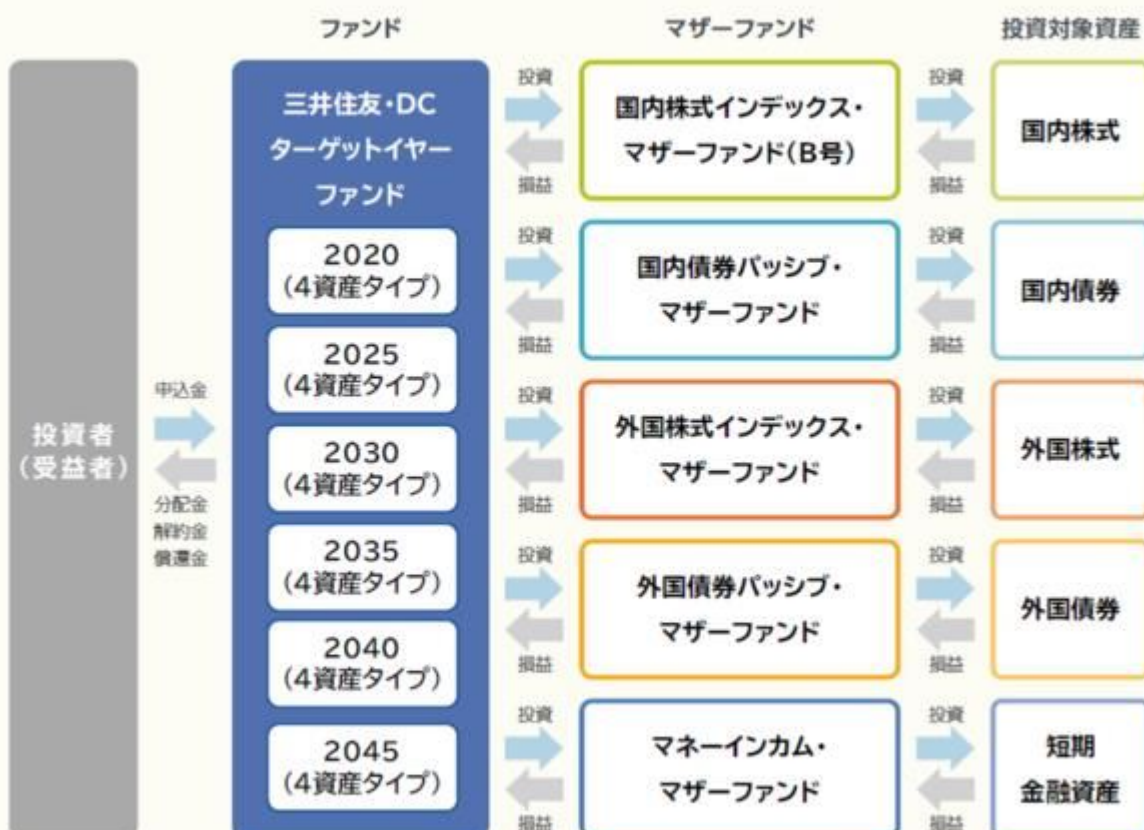 ファンド
マザーファンド
投資対象資産
投資者
(受益者)
申込金
分配金
解約金
償還金
三井住友・DC
ターゲットイヤー
ファンド
2020
(4資産タイプ)
2025
(4資産タイプ)
2030
(4資産タイプ)
2035
(4資産タイプ)
2040
(4資産タイプ)
2045
(4資産タイプ)
投資
損益
国内株式インデックス・
マザーファンド(B号)
投資
損益
国内株式
投資
損益
国内債券パッシブ・
マザーファンド
投資
損益
国内債券
投資
損益
外国株式インデックス・
マザーファンド
投資
損益
外国株式
投資
損益
外国債券パッシブ・
マザーファンド
投資
損益
外国債券
投資
損益
マネーインカム・
マザーファンド
投資
損益
短期
金融資産